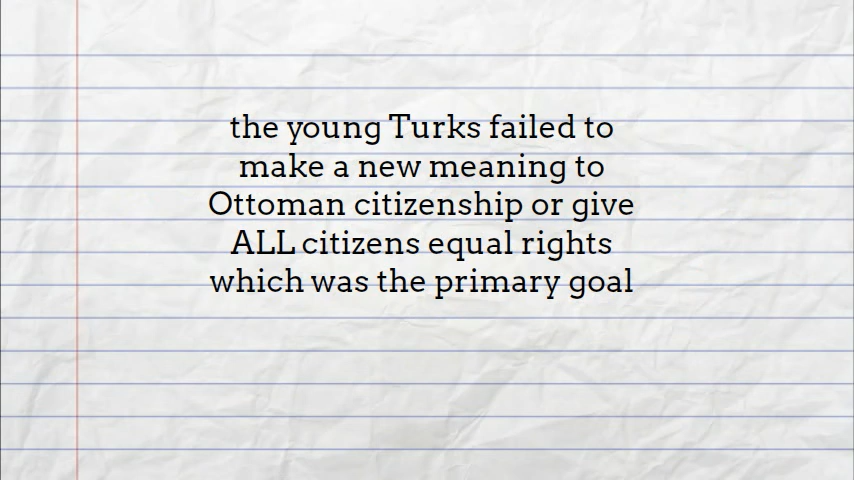 the young Turks failed to
make a new meaning to
Ottoman citizenship or give
ALL citizens equal rights
which was the primary goal